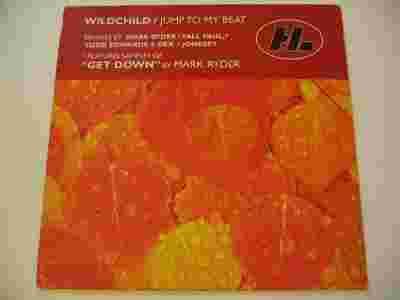 WILDCHILD / JUMP TO MY BEAT
REMIXES BY MARK RYDER / TALL PAUL /
TODD EDWARDS & DEX / JONESEY
FEATURING SAMPLES OF
"GET DOWN" BY MARK RYDER